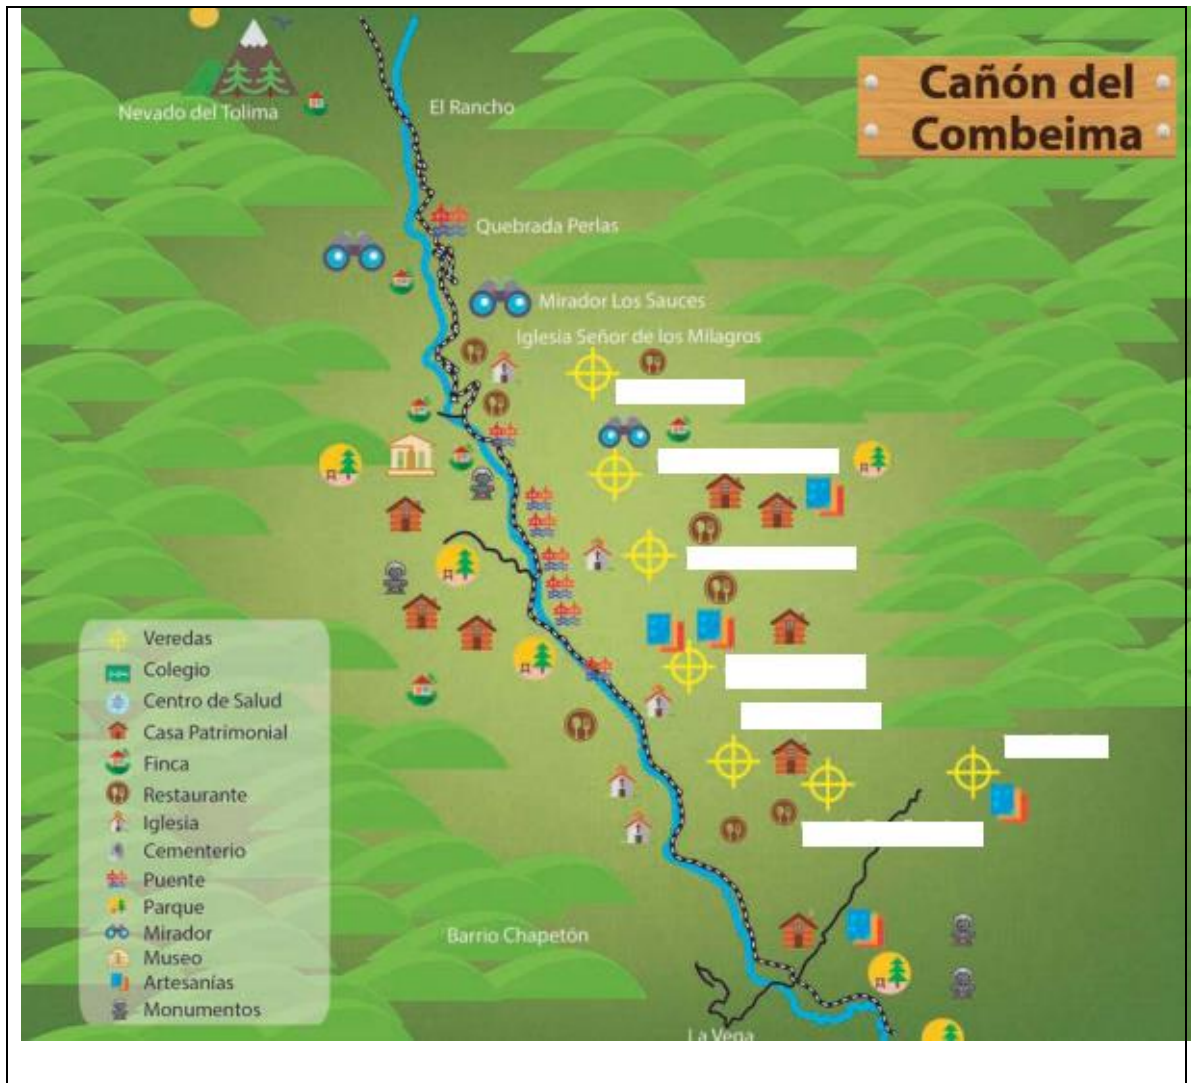 Cañón del
Combeima
Nevado del Tolima
El Rancho
Quebrada Perlas
Mirador Los Sauces
Iglesia Señor de los Milagros
Veredas
Colegio
Centro de Salud
Casa Patrimonial
Finca
Restaurante
Iglesia
Cementerio
Puente
Parque
Mirador
Museo
Artesanías
Monumentos
Barrio Chapetón
La Vega